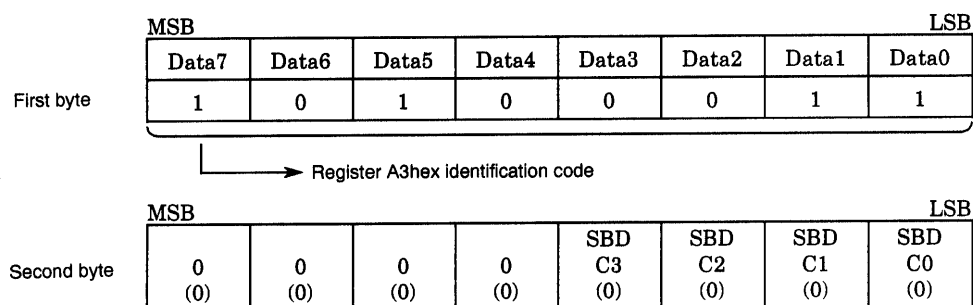 MSB LSB
Data7 Data6 Data5 Data4 Data3 Data2 Data1 Data0
First byte 1 0 1 0 0 0 1 1
Register A3hex identification code
MSB LSB
SBD SBD SBD SBD
Second byte 0 0 0 0 C3 C2 C1 C0
(0) (0) (0) (0) (0) (0) (0) (0)